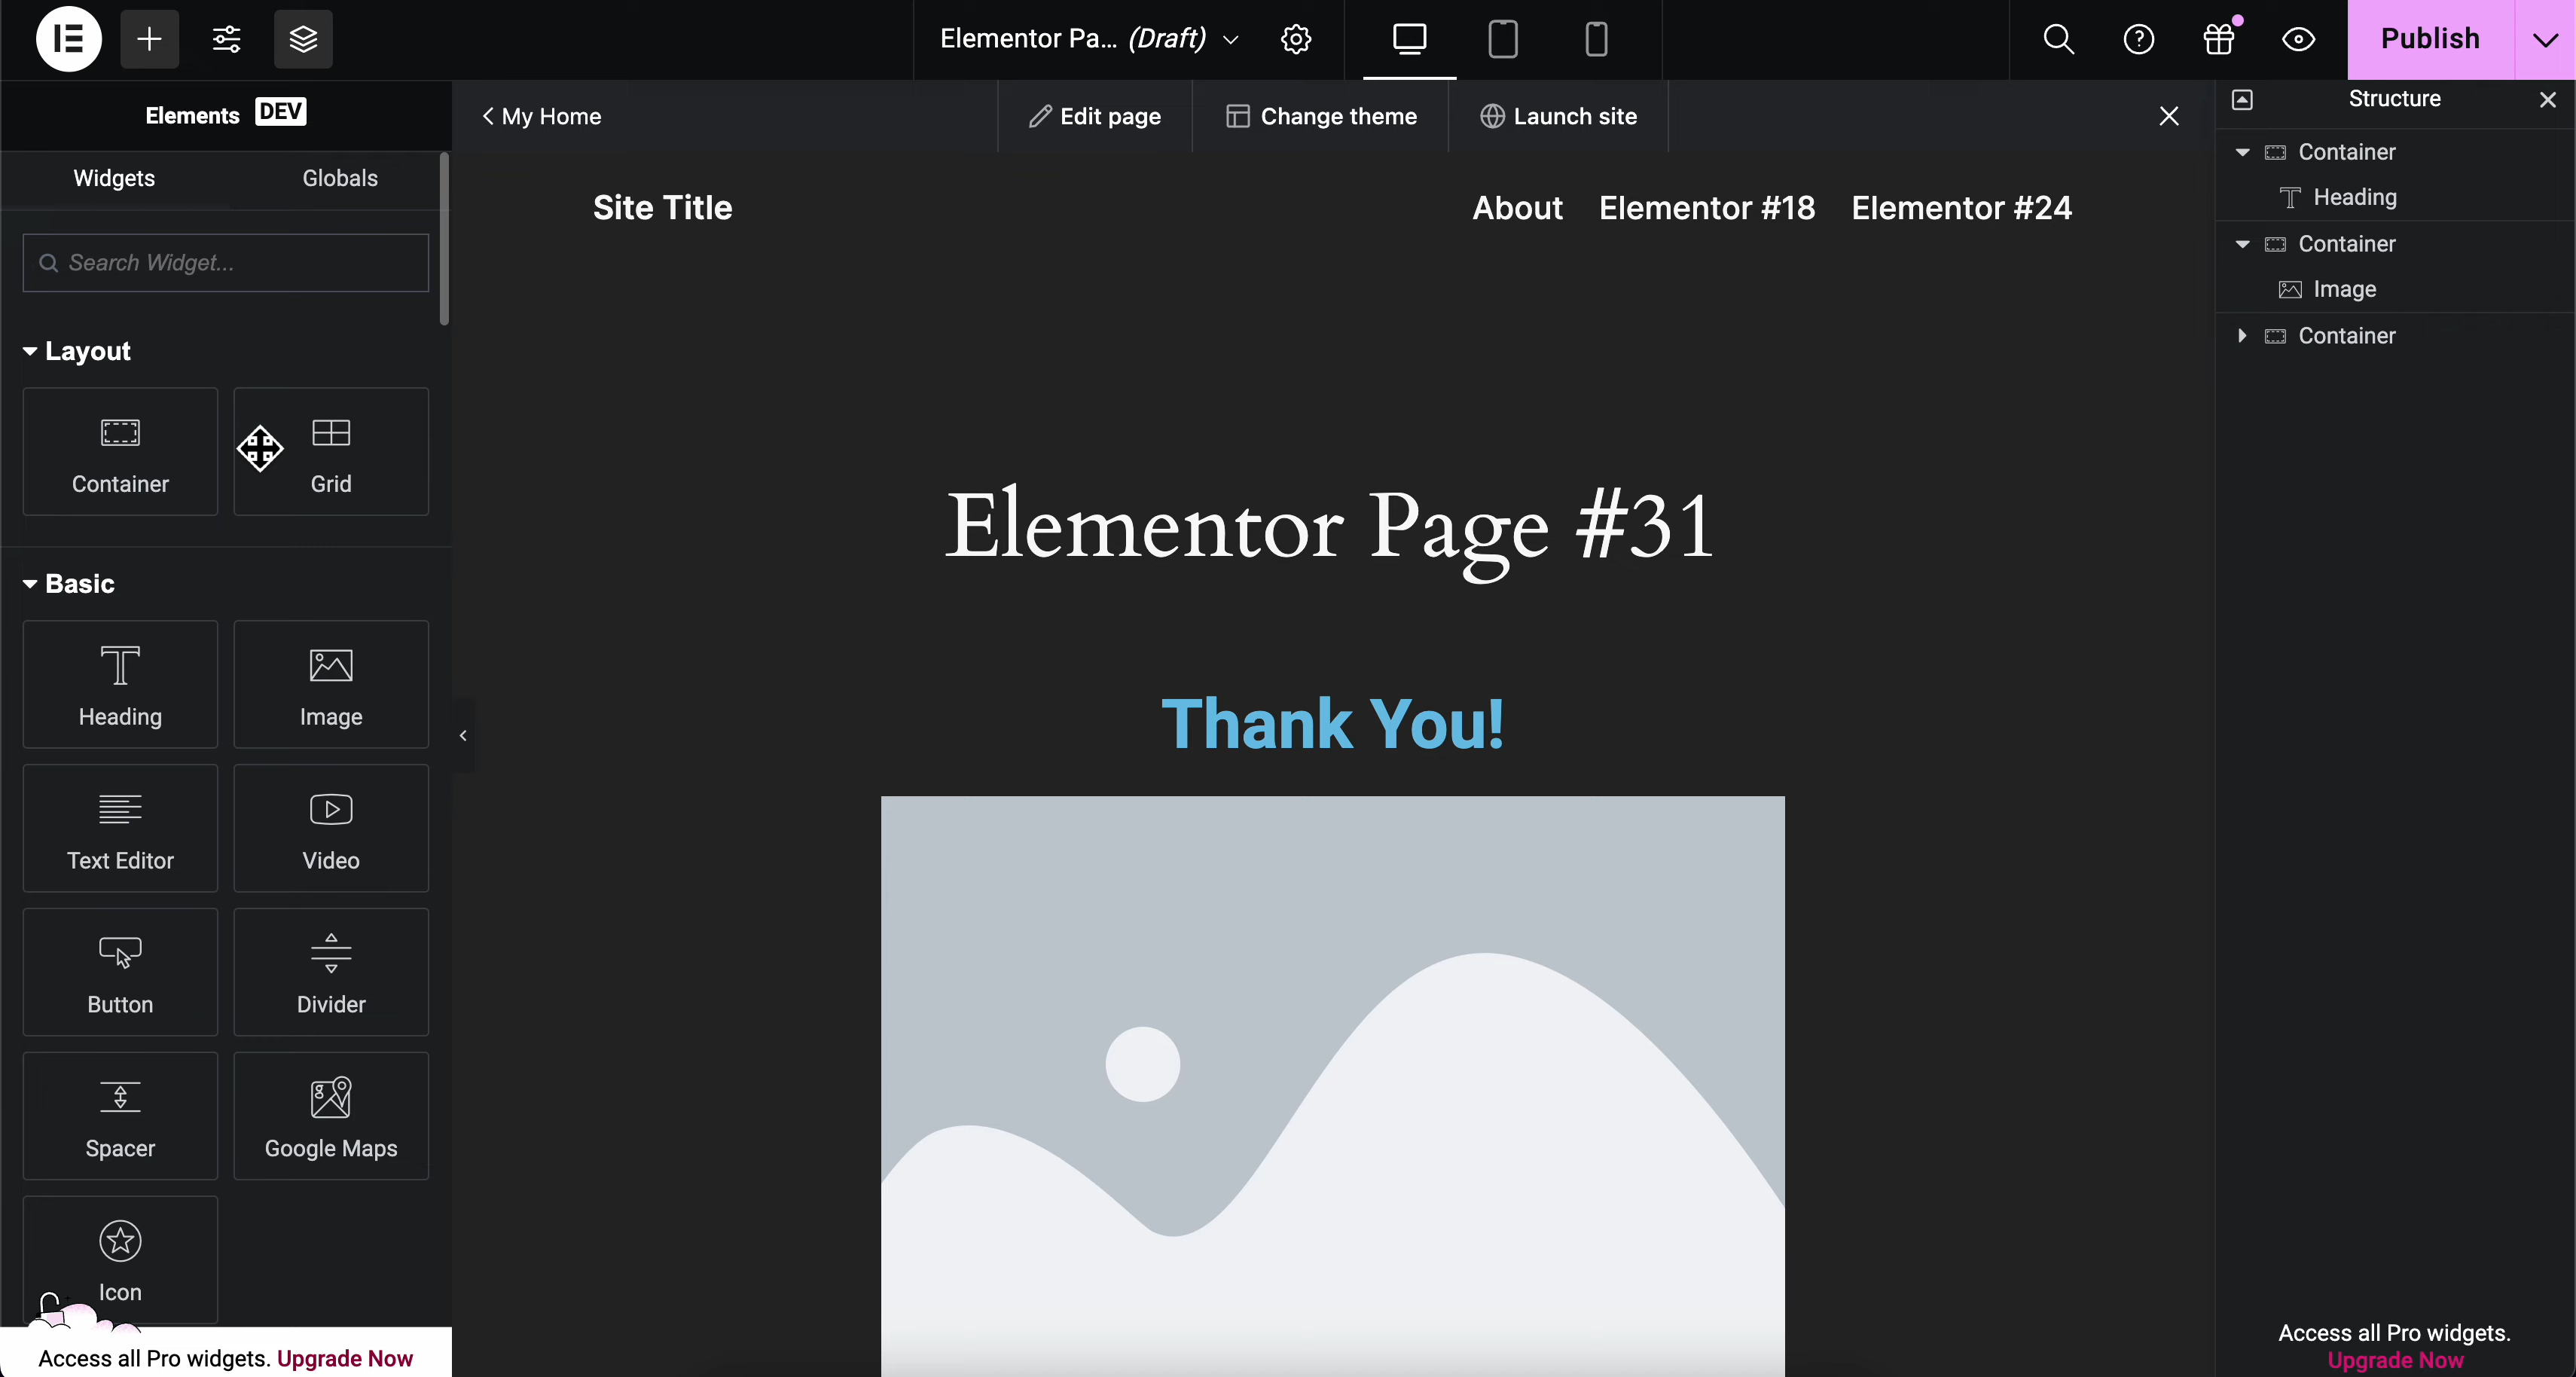 Elementor Pa... (Draft)
Publish
Elements DEV
My Home
Edit page
Change theme
Launch site
Structure
Widgets
Globals
Search Widget...
Site Title
About
Elementor #18
Elementor #24
Container
Heading
Container
Image
Container
Layout
Container
Grid
Basic
Heading
Image
Text Editor
Video
Button
Divider
Spacer
Google Maps
Icon
Elementor Page #31
Thank You!
Access all Pro widgets. Upgrade Now
Access all Pro widgets.
Upgrade Now